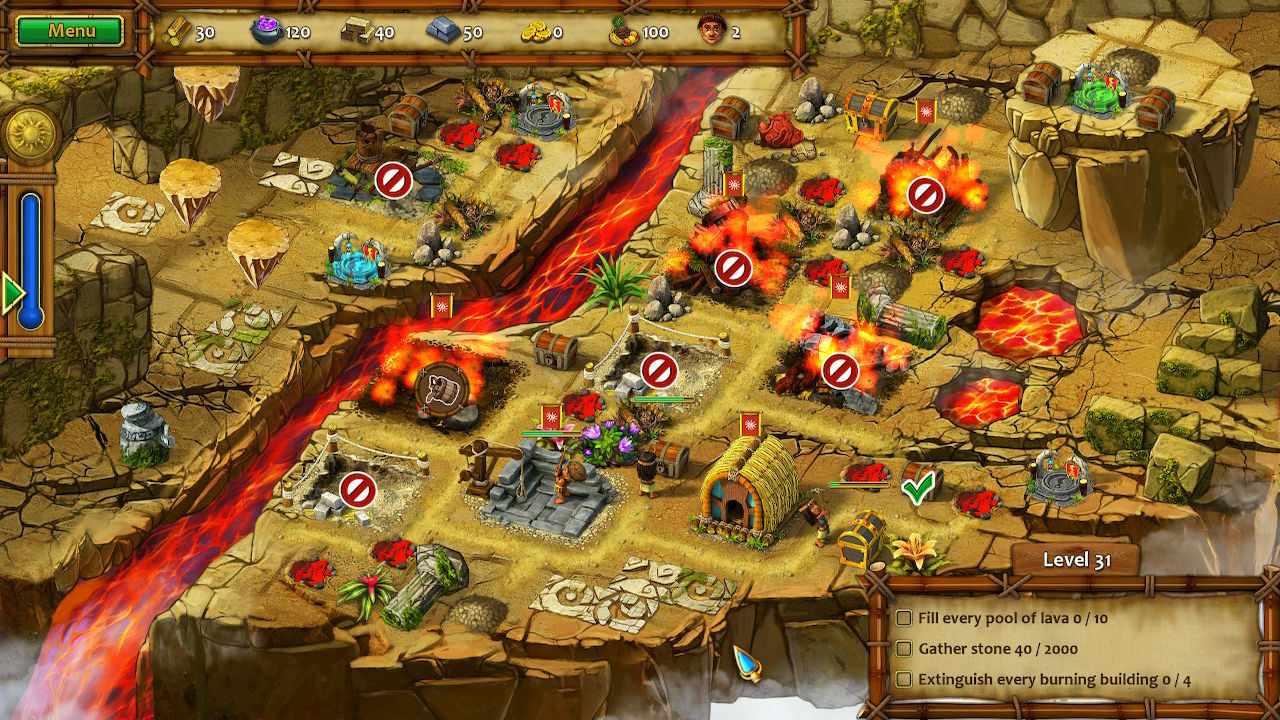 Menu
30
120
40
50
0
100
2
Level 31
Fill every pool of lava 0 / 10
Gather stone 40 / 2000
Extinguish every burning building 0 / 4